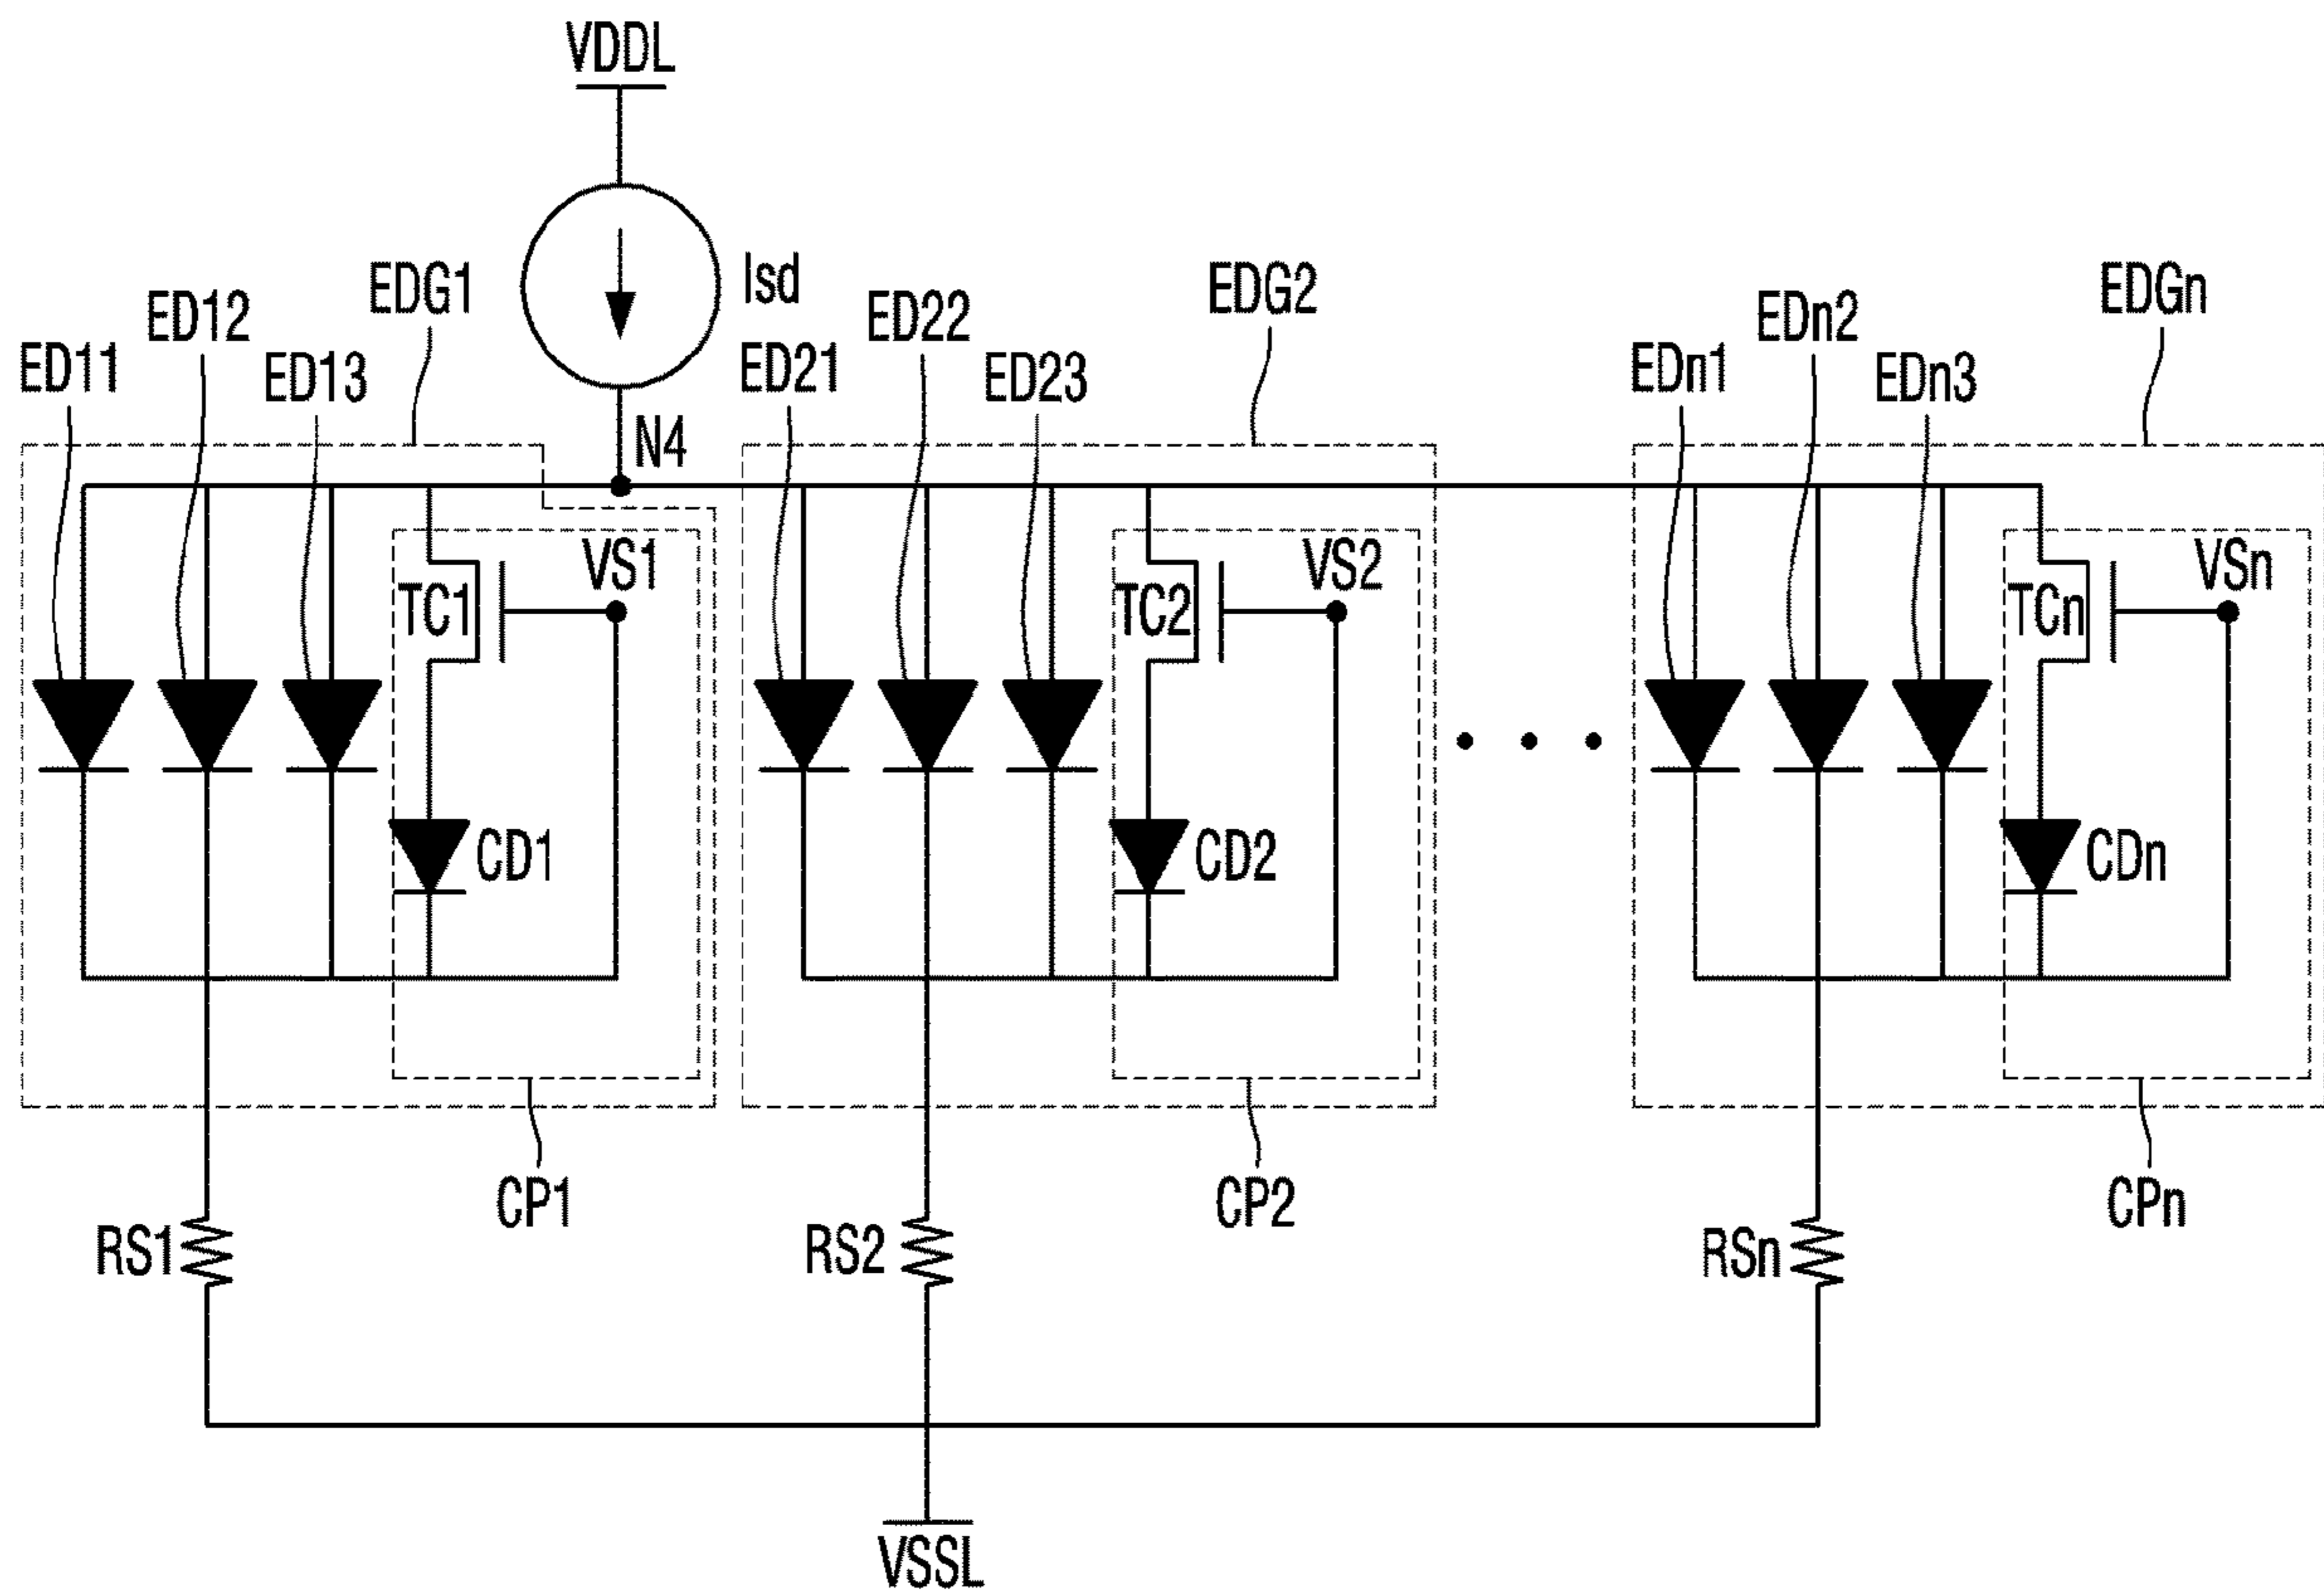 VDDL
Isd
EDG1
EDG2
EDGn
ED12
ED22
EDn2
ED11
ED13
ED21
ED23
EDn1
EDn3
N4
VS1
VS2
VSn
TC1
TC2
TCn
CD1
CD2
CDn
CP1
CP2
CPn
RS1
RS2
RSn
VSSL